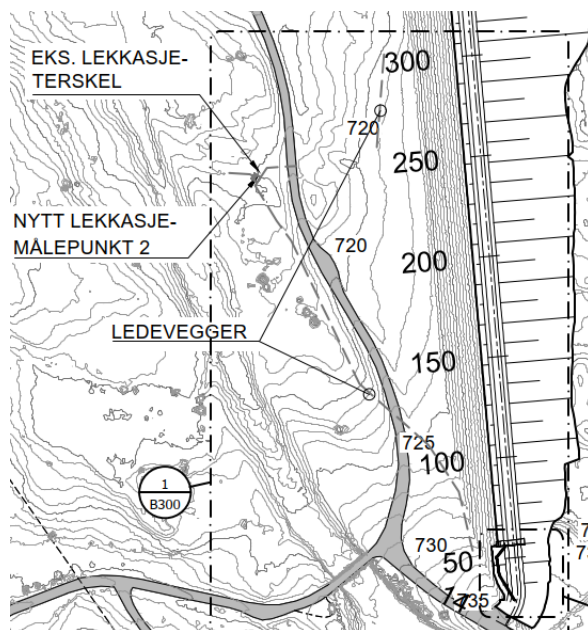 EKS. LEKKASJE-
TERSKEL
300
720
250
NYTT LEKKASJE-
MÅLEPUNKT 2
720
200
LEDEVEGGER
150
725
100
1
B300
730
50
735